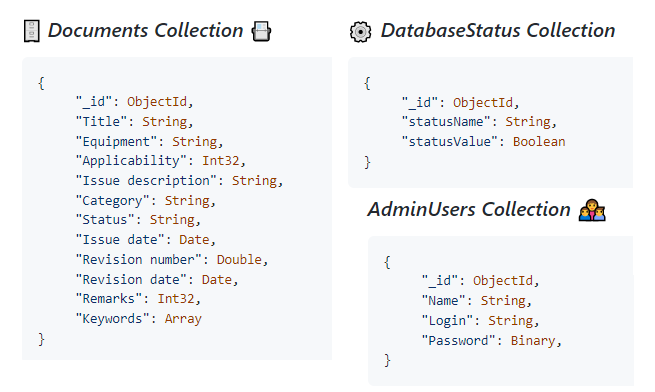 Documents Collection
{
"_id": ObjectId,
"Title": String,
"Equipment": String,
"Applicability": Int32,
"Issue description": String,
"Category": String,
"Status": String,
"Issue date": Date,
"Revision number": Double,
"Revision date": Date,
"Remarks": Int32,
"Keywords": Array
}
DatabaseStatus Collection
{
"_id": ObjectId,
"statusName": String,
"statusValue": Boolean
}
AdminUsers Collection
{
"_id": ObjectId,
"Name": String,
"Login": String,
"Password": Binary,
}